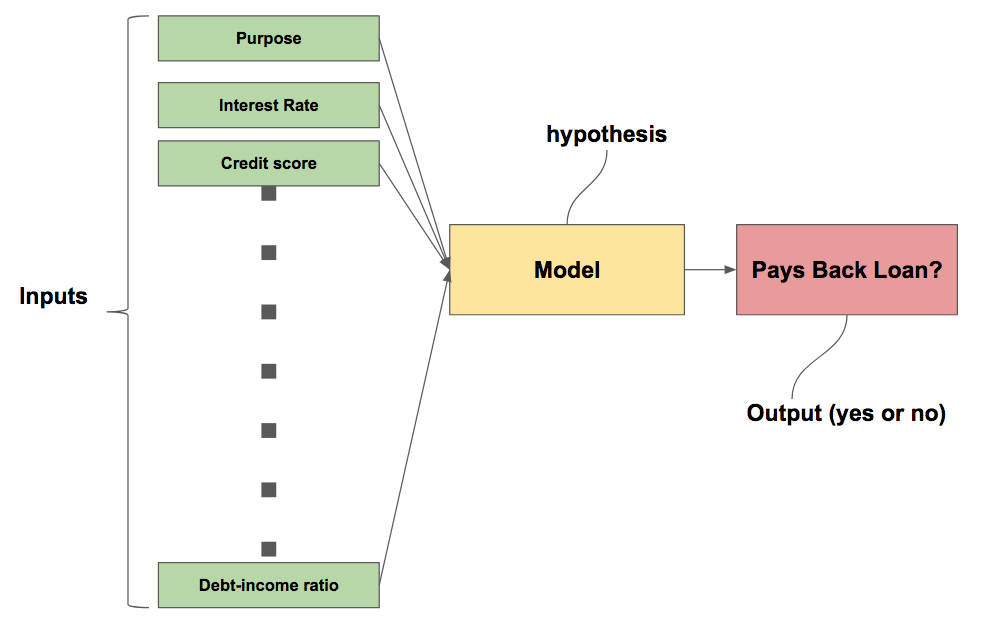 Purpose
Interest Rate
Credit score
hypothesis
Model
Pays Back Loan?
Inputs
Output (yes or no)
Debt-income ratio